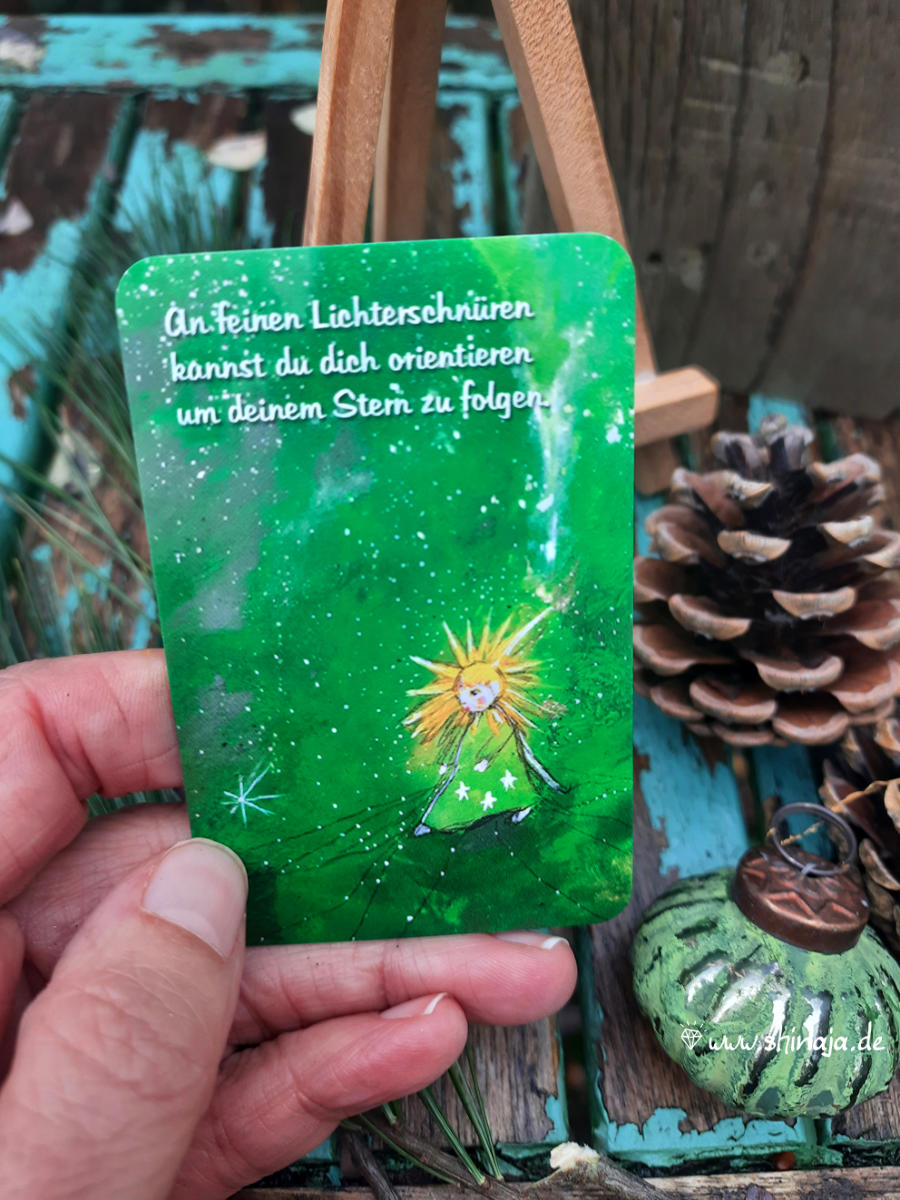 An feinen Lichterschnüren
kannst du dich orientieren
um deinem Stern zu folgen.
www.shinaja.de